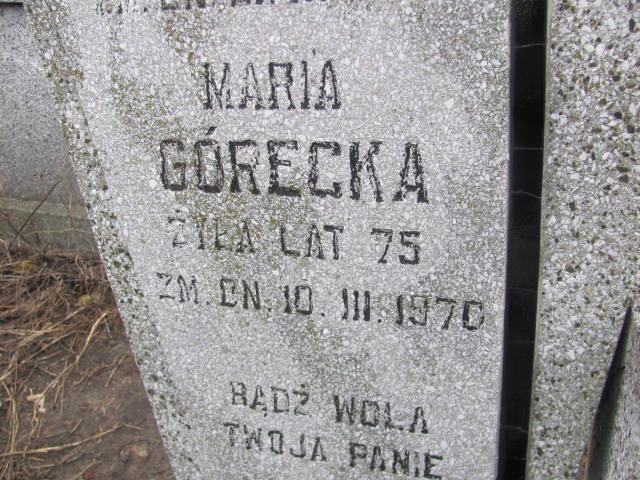 MARIA
GÓRECKA
ŻYŁA LAT 75
ZM. DN. 10. III. 1970
BĄDŹ WOLA
TWOJA PANIE